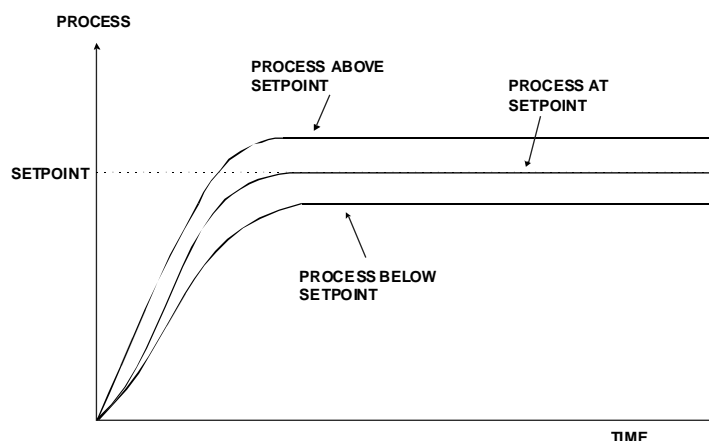 PROCESS
PROCESS ABOVE
SETPOINT
PROCESS AT
SETPOINT
SETPOINT
PROCESS BELOW
SETPOINT
TIME